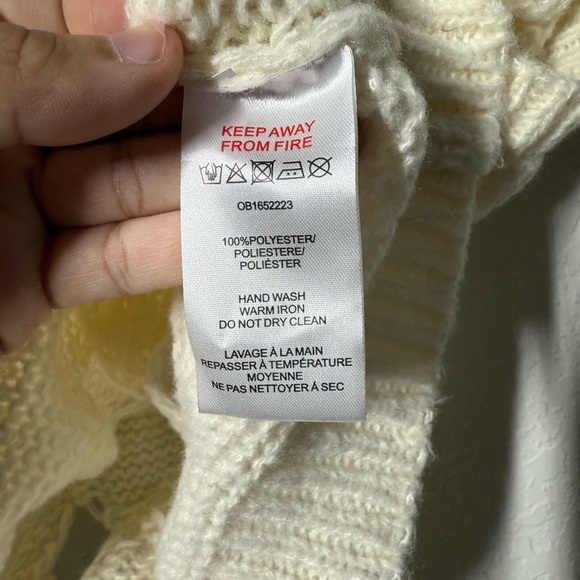 KEEP AWAY
FROM FIRE
OB1652223
100%POLYESTER/
POLIESTERE/
POLIÉSTER
HAND WASH
WARM IRON
DO NOT DRY CLEAN
LAVAGE À LA MAIN
REPASSER À TEMPÉRATURE
MOYENNE
NE PAS NETTOYER À SEC